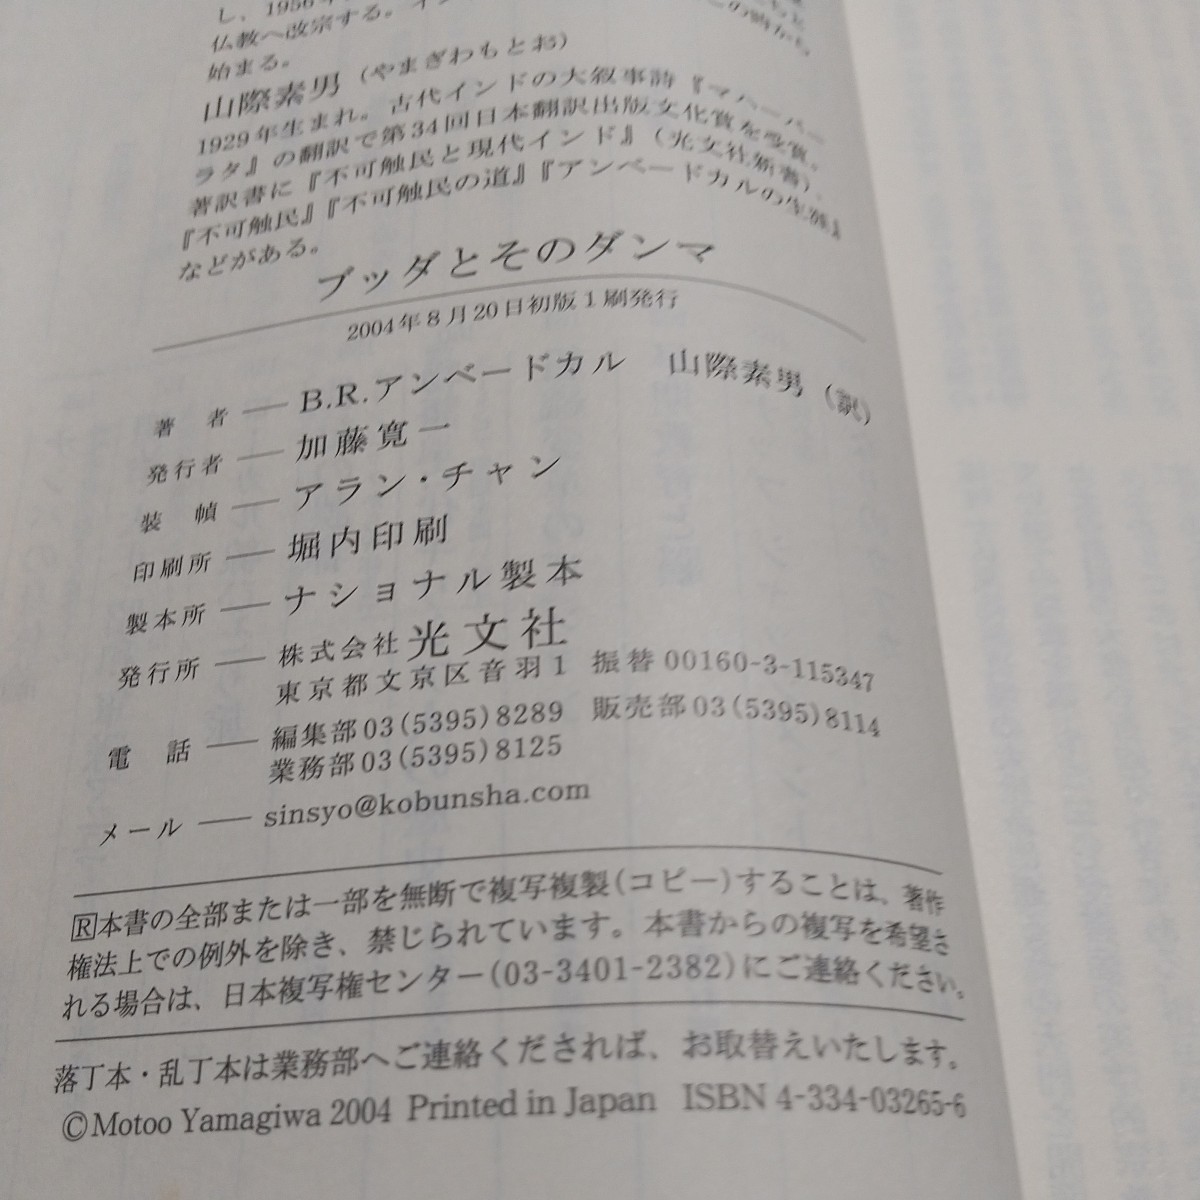 し、1956年
仏教へ改宗する。イン この時から
始まる。
山際素男（やまぎわもとお）
1929年生まれ。古代インドの大叙事詩『マハーバー
ラタ』の翻訳で第34回日本翻訳出版文化賞を受賞。
著訳書に『不可触民と現代インド』（光文社新書）、
『不可触民』『不可触民の道』『アンベードカルの生涯』
などがある。
ブッダとそのダンマ
2004年8月20日初版1刷発行
著 者 ── B.R.アンベードカル 山際素男（訳）
発行者 ── 加藤寛一
装 幀 ── アラン・チャン
印刷所 ── 堀内印刷
製本所 ── ナショナル製本
発行所 ── 株式会社 光文社
東京都文京区音羽1 振替 00160-3-115347
電 話 ── 編集部 03(5395)8289 販売部 03(5395)8114
業務部 03(5395)8125
メール ── sinsyo@kobunsha.com
R本書の全部または一部を無断で複写複製(コピー)することは、著作
権法上での例外を除き、禁じられています。本書からの複写を希望さ
れる場合は、日本複写権センター(03-3401-2382)にご連絡ください。
落丁本・乱丁本は業務部へご連絡くだされば、お取替えいたします。
©Motoo Yamagiwa 2004 Printed in Japan ISBN 4-334-03265-6